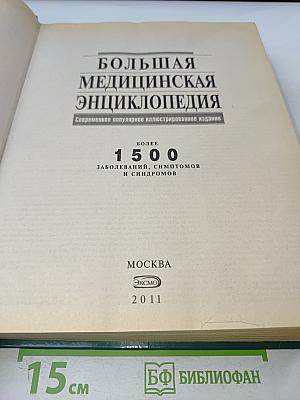 БОЛЬШАЯ
МЕДИЦИНСКАЯ
ЭНЦИКЛОПЕДИЯ
Современное популярное иллюстрированное издание
БОЛЕЕ
1500
ЗАБОЛЕВАНИЙ, СИМПТОМОВ
И СИНДРОМОВ
МОСКВА
ЭКСМО
2011
15 см
БФ БИБЛИОФАН